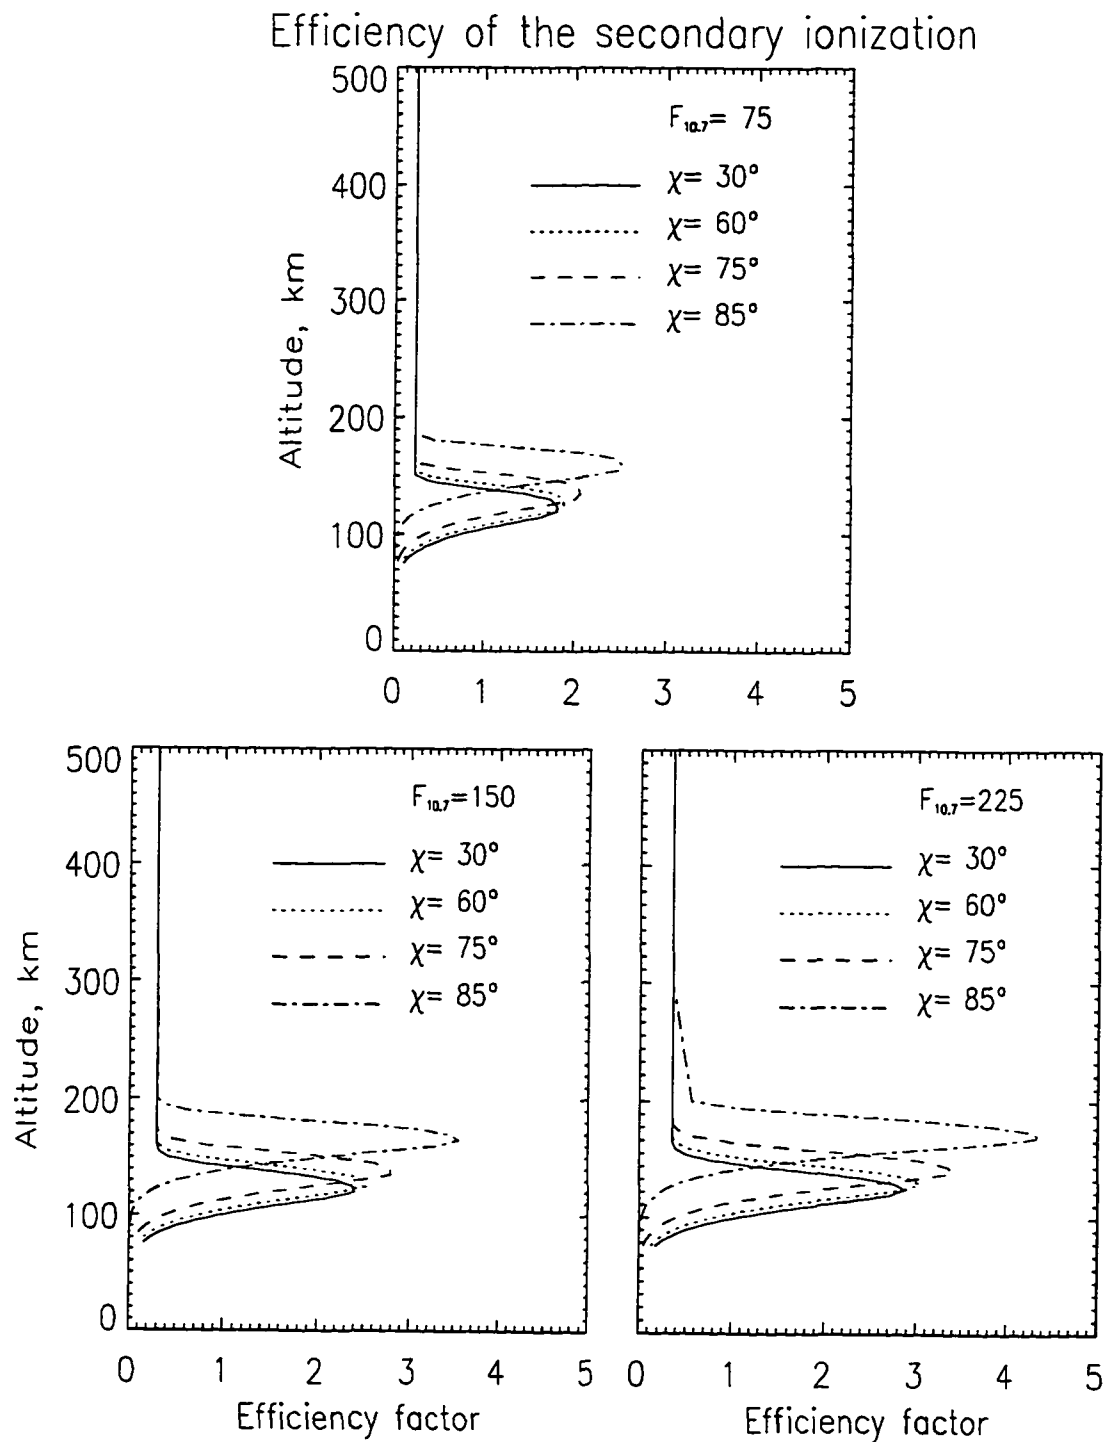 Efficiency of the secondary ionization
500
400
300
200
100
0
Altitude, km
F10.7= 75
χ= 30°
χ= 60°
χ= 75°
χ= 85°
0 1 2 3 4 5
500
400
300
200
100
0
Altitude, km
F10.7=150
χ= 30°
χ= 60°
χ= 75°
χ= 85°
0 1 2 3 4 5
Efficiency factor
F10.7=225
χ= 30°
χ= 60°
χ= 75°
χ= 85°
0 1 2 3 4 5
Efficiency factor